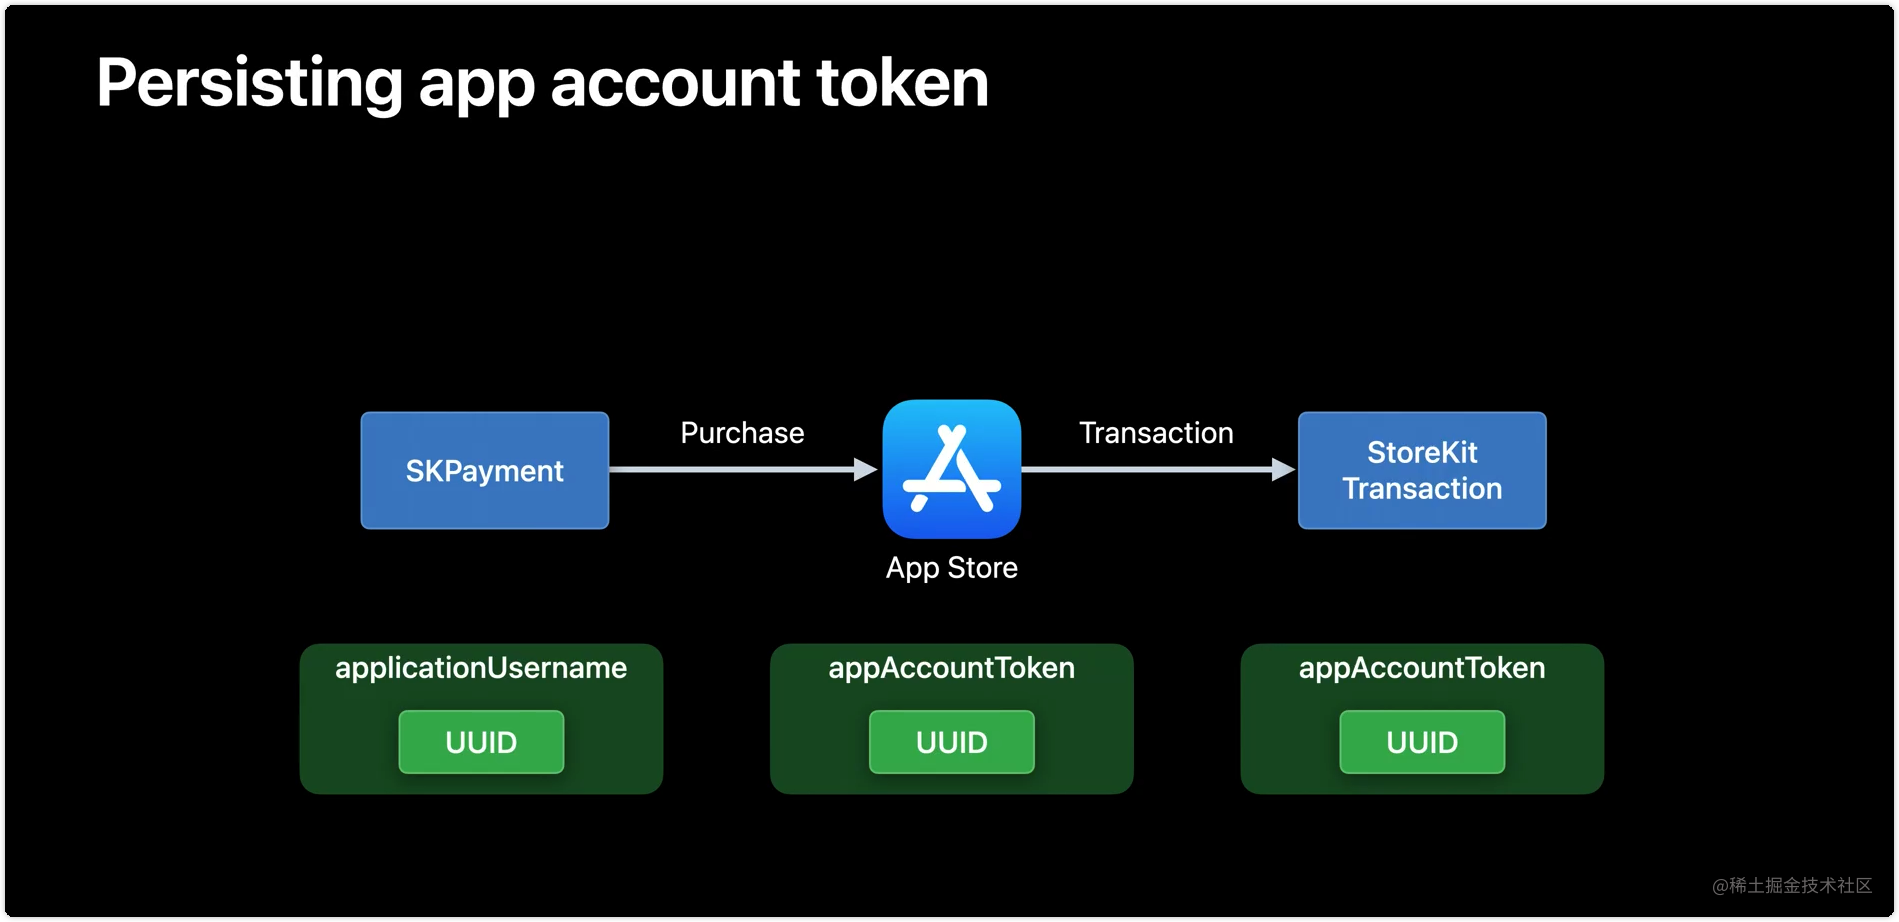 Persisting app account token
SKPayment
Purchase
App Store
Transaction
StoreKit
Transaction
applicationUsername
UUID
appAccountToken
UUID
appAccountToken
UUID
@稀土掘金技术社区